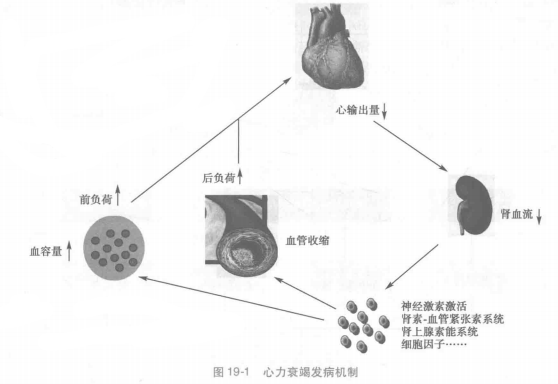 心输出量↓
后负荷↑
前负荷↑
血容量↑
血管收缩
肾血流↓
神经激素激活
肾素-血管紧张素系统
肾上腺素能系统
细胞因子……
图 19-1 心力衰竭发病机制